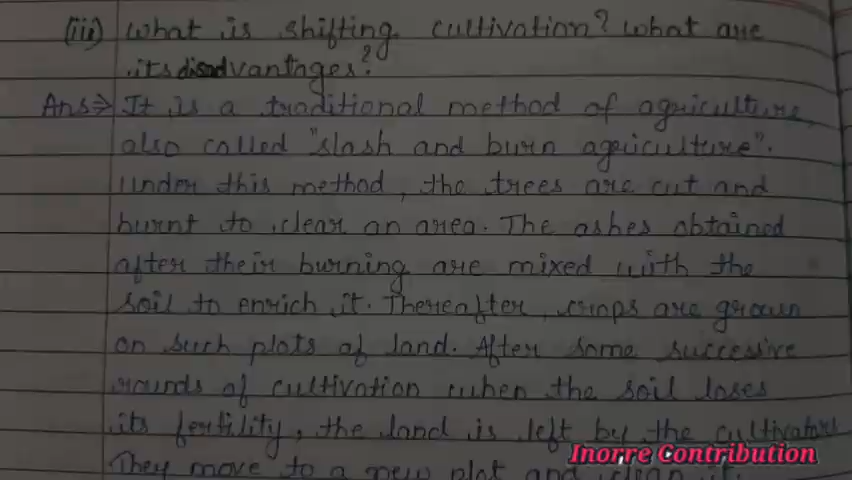 (iii) What is shifting cultivation? What are
its disadvantages?
Ans⇒ It is a traditional method of agriculture,
also called "slash and burn agriculture".
Under this method, the trees are cut and
burnt to clear an area. The ashes obtained
after their burning are mixed with the
soil to enrich it. Thereafter, crops are grown
on such plots of land. After some successive
rounds of cultivation when the soil loses
its fertility, the land is left by the cultivators
They move to a new plot and clean it.
Inorre Contribution